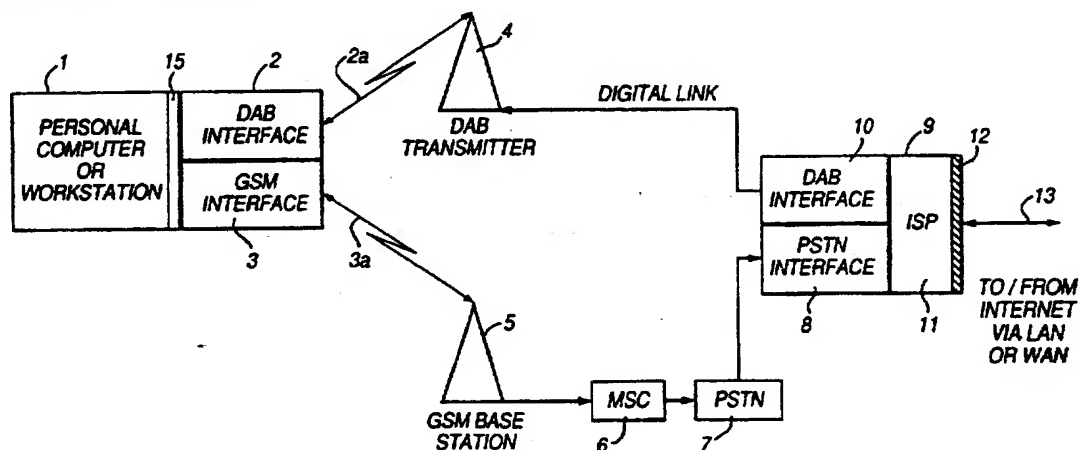 1
15
2
2a
4
PERSONAL
COMPUTER
OR
WORKSTATION
DAB
INTERFACE
GSM
INTERFACE
3
3a
DAB
TRANSMITTER
DIGITAL LINK
10
9
12
DAB
INTERFACE
ISP
13
PSTN
INTERFACE
8
11
TO / FROM
INTERNET
VIA LAN
OR WAN
5
GSM BASE
STATION
MSC
6
PSTN
7